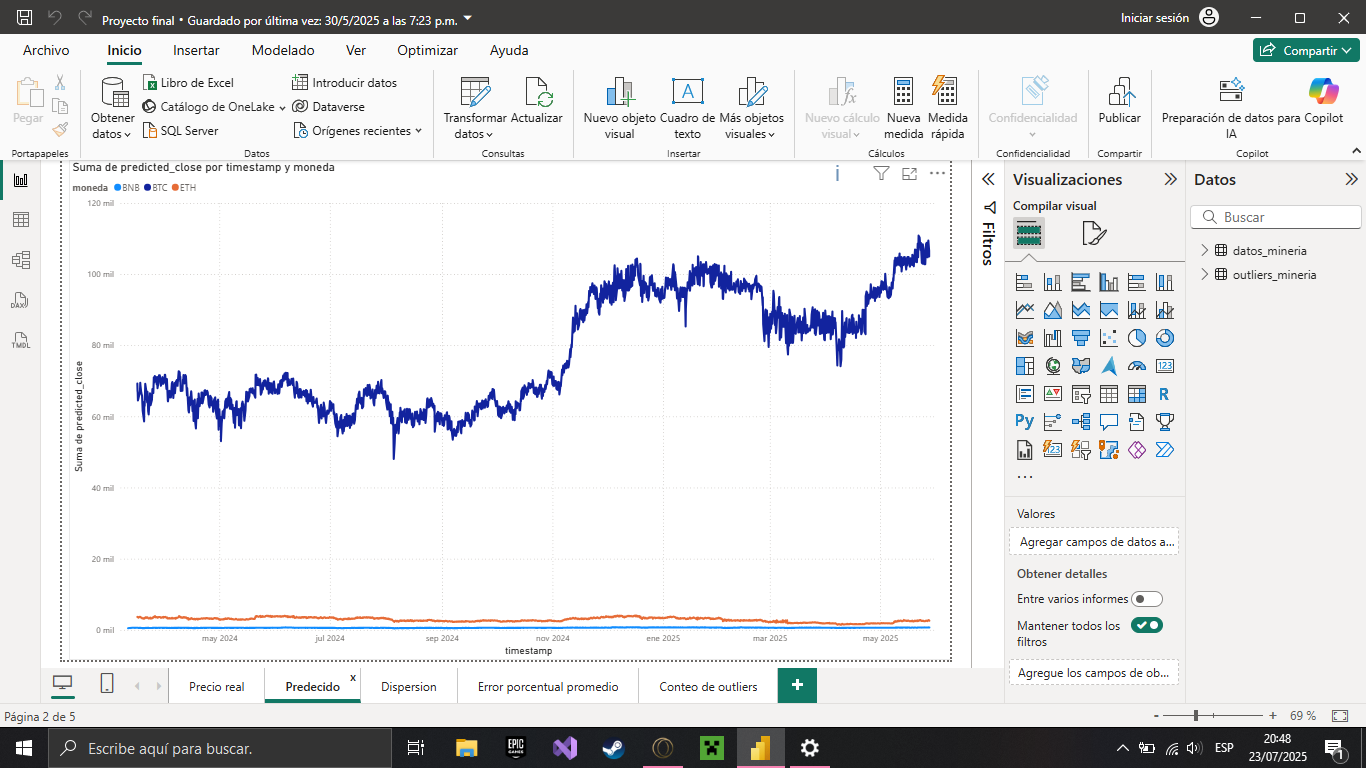 Proyecto final • Guardado por última vez: 30/5/2025 a las 7:23 p.m.
Iniciar sesión
Archivo Inicio Insertar Modelado Ver Optimizar Ayuda
Compartir
Pegar
Portapapeles
Obtener datos
Libro de Excel
Catálogo de OneLake
SQL Server
Introducir datos
Dataverse
Orígenes recientes
Datos
Transformar datos
Actualizar
Consultas
Nuevo objeto visual
Cuadro de texto
A
Más objetos visuales
Insertar
Nuevo cálculo visual
Nueva medida
Medida rápida
Cálculos
Confidencialidad
Confidencialidad
Publicar
Compartir
Preparación de datos para IA
Copilot
Copilot
DAX
TMDL
Suma de predicted_close por timestamp y moneda
moneda BNB BTC ETH
120 mil
100 mil
80 mil
60 mil
40 mil
20 mil
0 mil
Suma de predicted_close
may 2024 jul 2024 sep 2024 nov 2024 ene 2025 mar 2025 may 2025
timestamp
Filtros
Visualizaciones
Compilar visual
123
R
Py
123
...
Valores
Agregar campos de datos a...
Obtener detalles
Entre varios informes
Mantener todos los
filtros
Agregue los campos de ob...
Datos
Buscar
datos_mineria
outliers_mineria
Precio real
Predecido x
Dispersion
Error porcentual promedio
Conteo de outliers
+
Página 2 de 5
- + 69 %
Escribe aquí para buscar.
EPIC GAMES
ESP
20:48
23/07/2025
1